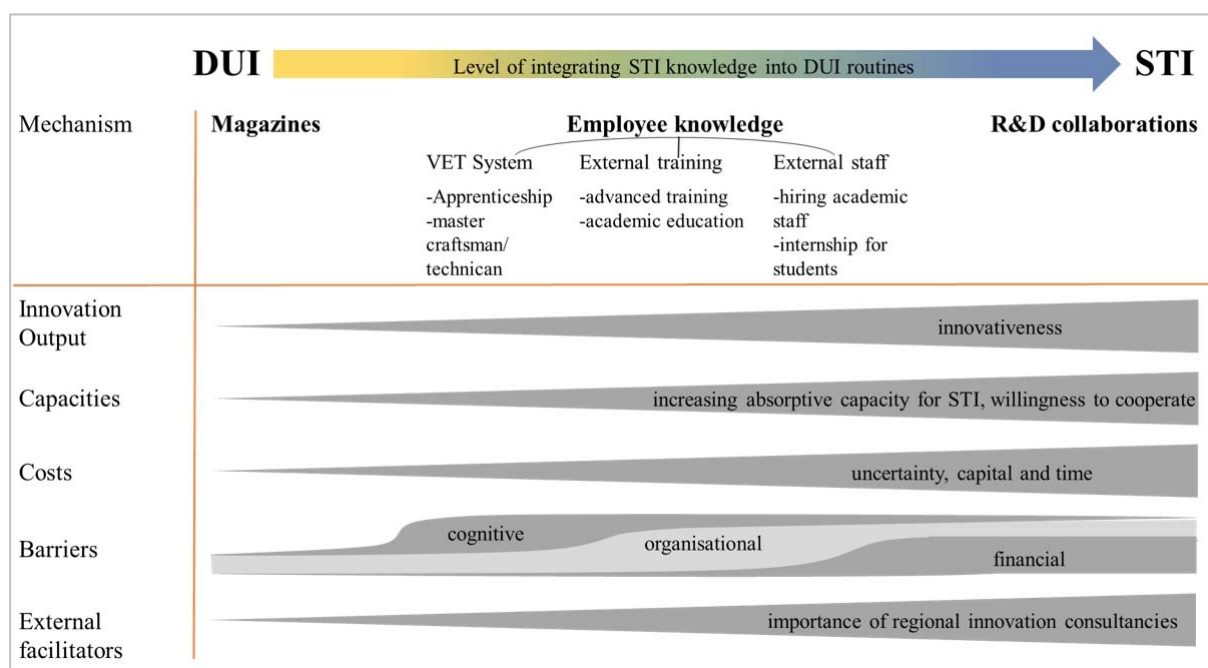 DUI
Level of integrating STI knowledge into DUI routines
STI
Mechanism
Magazines
Employee knowledge
R&D collaborations
VET System
-Apprenticeship
-master
craftsman/
technican
External training
-advanced training
-academic education
External staff
-hiring academic
staff
-internship for
students
Innovation
Output
innovativeness
Capacities
increasing absorptive capacity for STI, willingness to cooperate
Costs
uncertainty, capital and time
Barriers
cognitive
organisational
financial
External
facilitators
importance of regional innovation consultancies